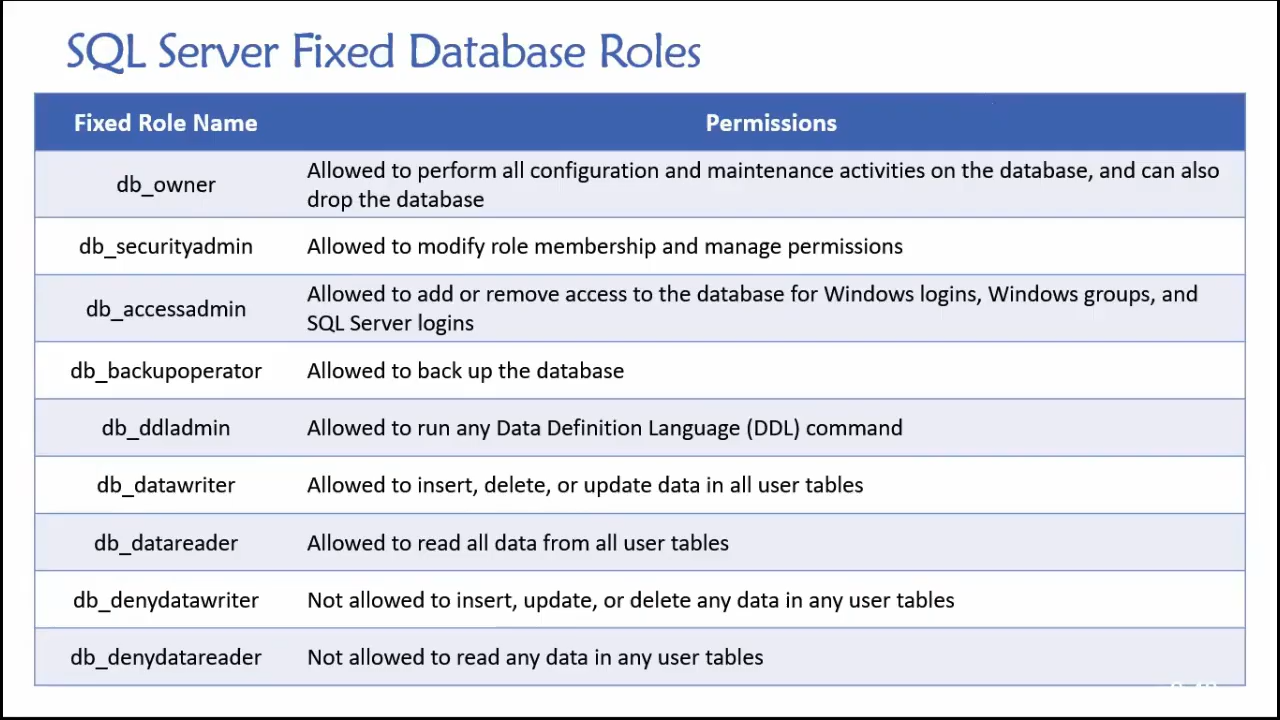 SQL Server Fixed Database Roles
Fixed Role Name
Permissions
db_owner
Allowed to perform all configuration and maintenance activities on the database, and can also
drop the database
db_securityadmin
Allowed to modify role membership and manage permissions
db_accessadmin
Allowed to add or remove access to the database for Windows logins, Windows groups, and
SQL Server logins
db_backupoperator
Allowed to back up the database
db_ddladmin
Allowed to run any Data Definition Language (DDL) command
db_datawriter
Allowed to insert, delete, or update data in all user tables
db_datareader
Allowed to read all data from all user tables
db_denydatawriter
Not allowed to insert, update, or delete any data in any user tables
db_denydatareader
Not allowed to read any data in any user tables